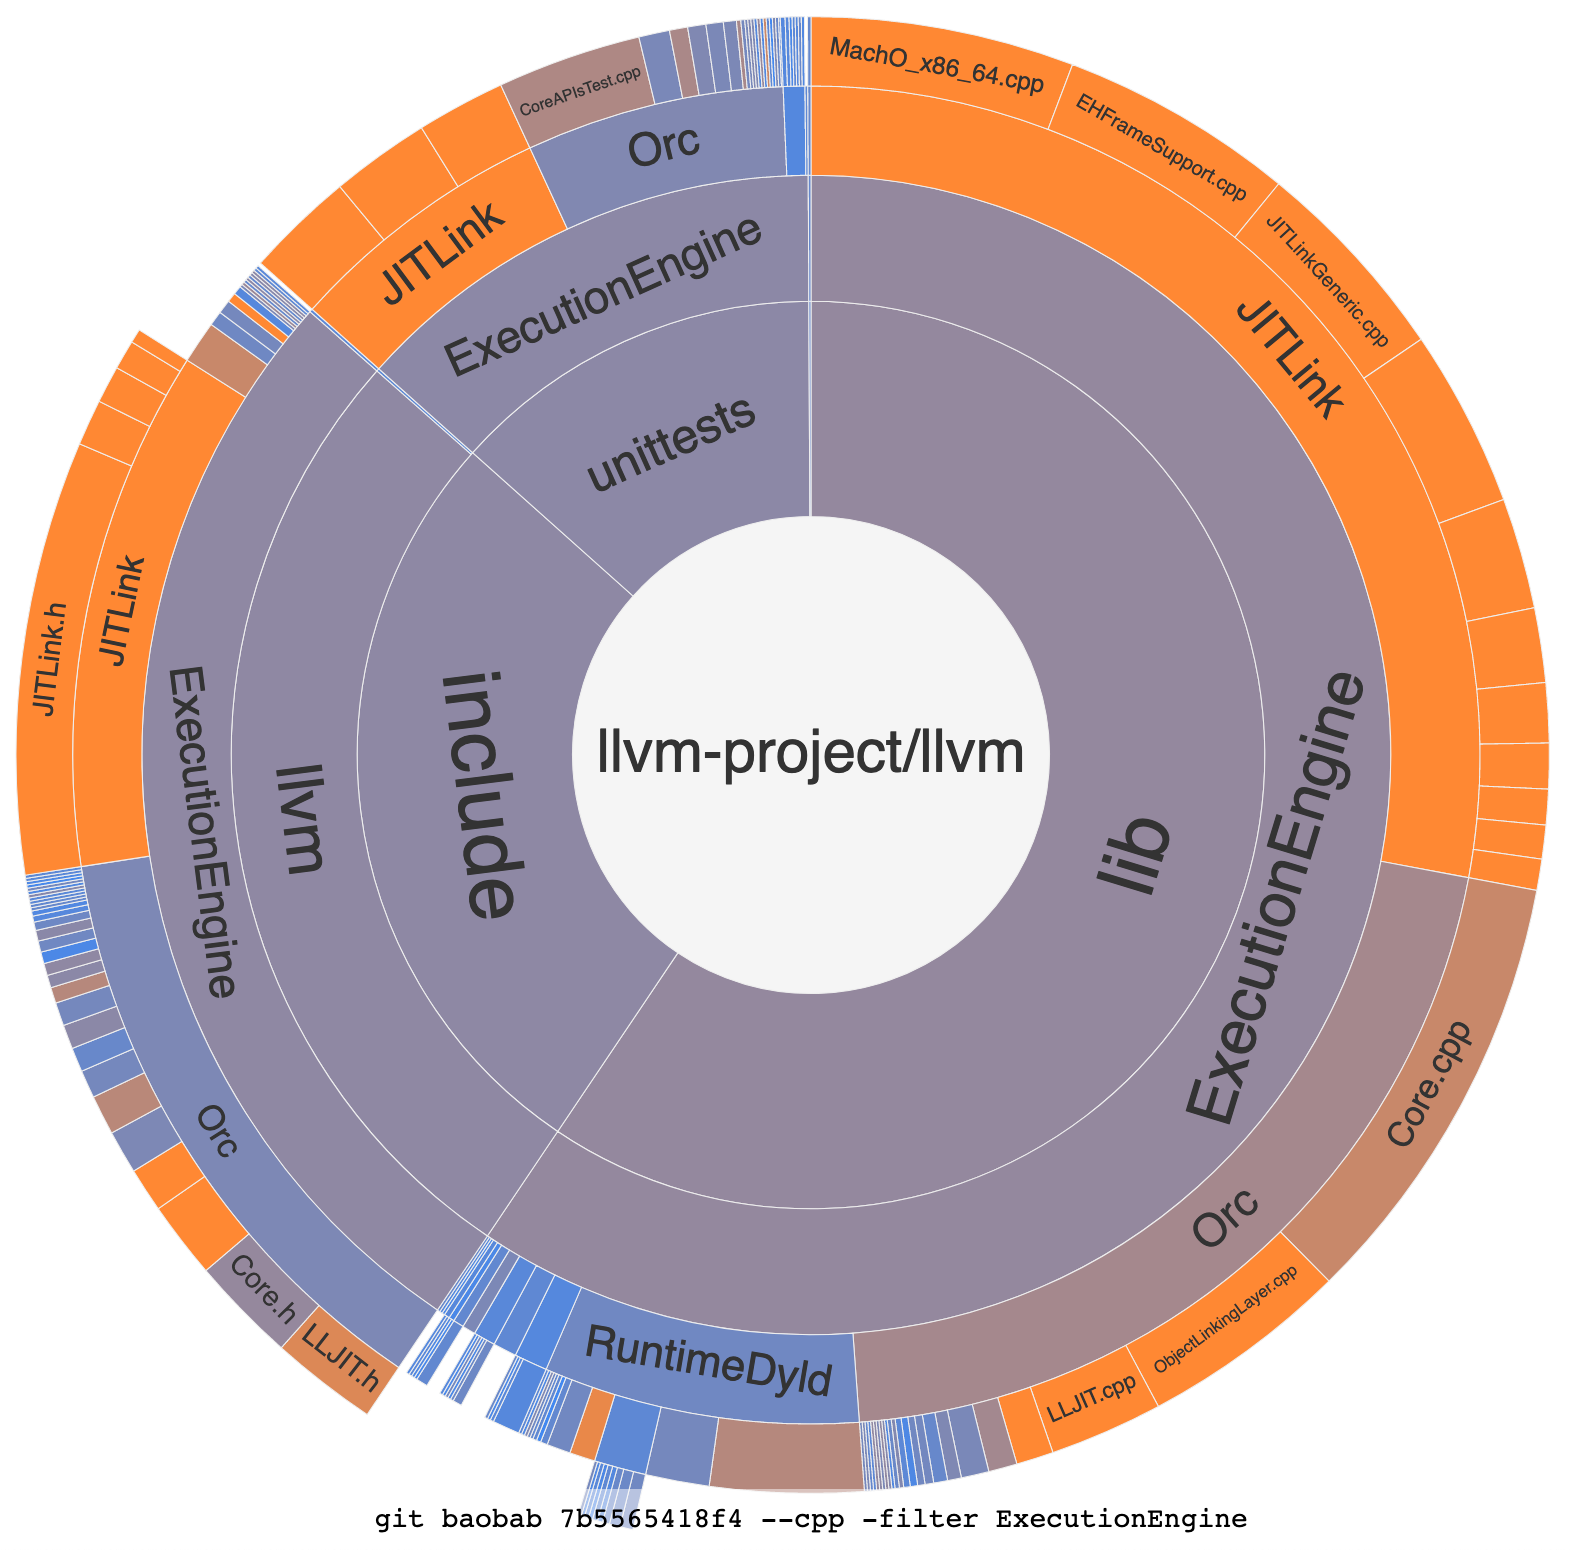 llvm-project/llvm
lib
ExecutionEngine
JITLink
MachO_x86_64.cpp
EHFrameSupport.cpp
JITLinkGeneric.cpp
Orc
Core.cpp
ObjectLinkingLayer.cpp
LLJIT.cpp
RuntimeDyld
include
llvm
ExecutionEngine
Orc
LLJIT.h
Core.h
JITLink
JITLink.h
unittests
ExecutionEngine
JITLink
Orc
CoreAPIsTest.cpp
git baobab 7b5565418f4 --cpp -filter ExecutionEngine